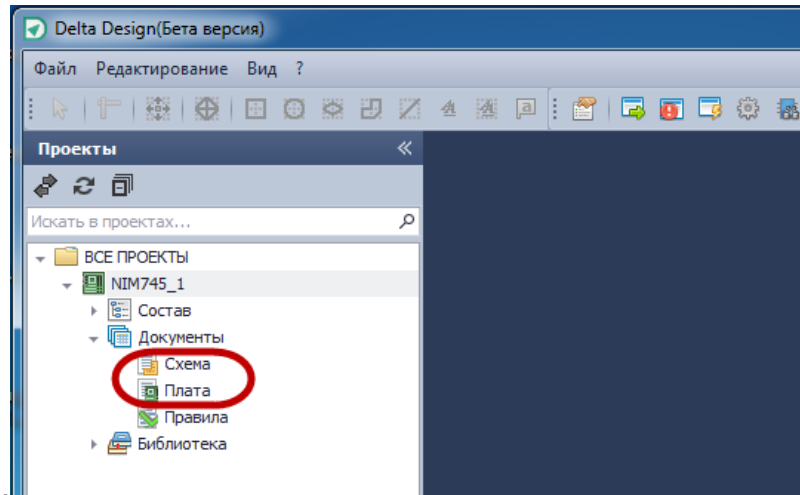 Delta Design(Бета версия)
Файл Редактирование Вид ?
Проекты
Искать в проектах...
ВСЕ ПРОЕКТЫ
NIM745_1
Состав
Документы
Схема
Плата
Правила
Библиотека